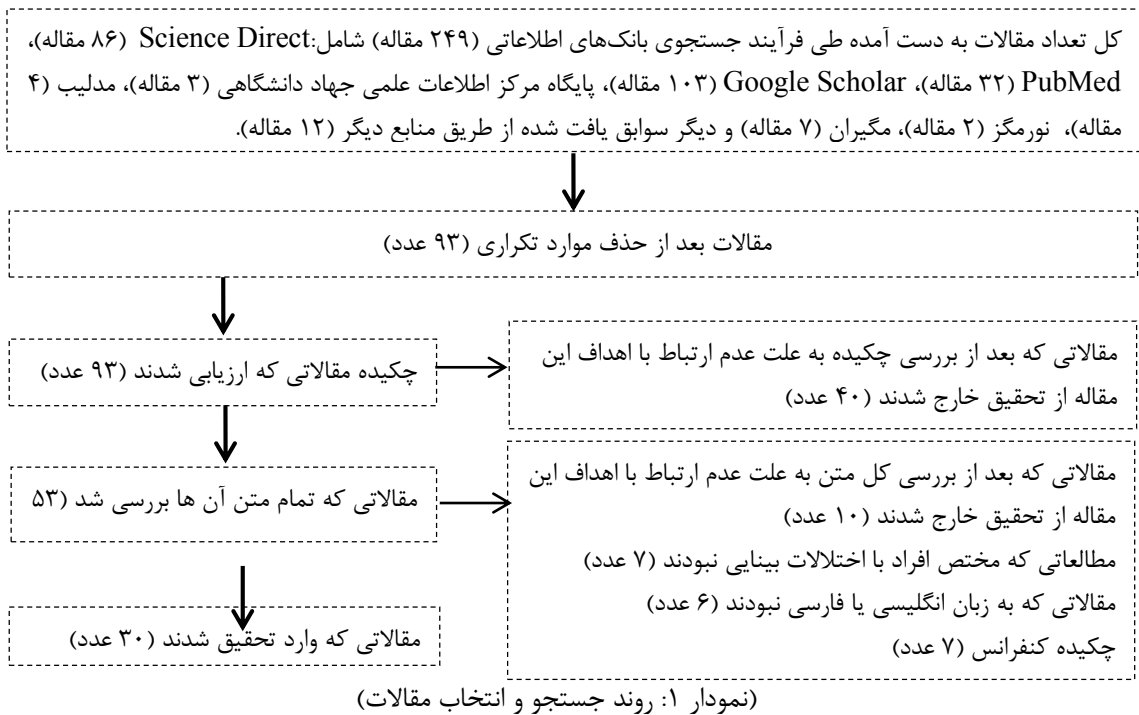 کل تعداد مقالات به دست آمده طی فرآیند جستجوی بانک‌های اطلاعاتی (۲۴۹ مقاله) شامل:Science Direct (۸۶ مقاله)،
PubMed (۳۲ مقاله)، Google Scholar (۱۰۳ مقاله)، پایگاه مرکز اطلاعات علمی جهاد دانشگاهی (۳ مقاله)، مدلیب (۴
مقاله)، نورمگز (۲ مقاله)، مگیران (۷ مقاله) و دیگر سوابق یافت شده از طریق منابع دیگر (۱۲ مقاله).
مقالات بعد از حذف موارد تکراری (۹۳ عدد)
چکیده مقالاتی که ارزیابی شدند (۹۳ عدد)
مقالاتی که بعد از بررسی چکیده به علت عدم ارتباط با اهداف این
مقاله از تحقیق خارج شدند (۴۰ عدد)
مقالاتی که تمام متن آن ها بررسی شد (۵۳
مقالاتی که بعد از بررسی کل متن به علت عدم ارتباط با اهداف این
مقاله از تحقیق خارج شدند (۱۰ عدد)
مطالعاتی که مختص افراد با اختلالات بینایی نبودند (۷ عدد)
مقالاتی که به زبان انگلیسی یا فارسی نبودند (۶ عدد)
چکیده کنفرانس (۷ عدد)
مقالاتی که وارد تحقیق شدند (۳۰ عدد)
(نمودار ۱: روند جستجو و انتخاب مقالات)